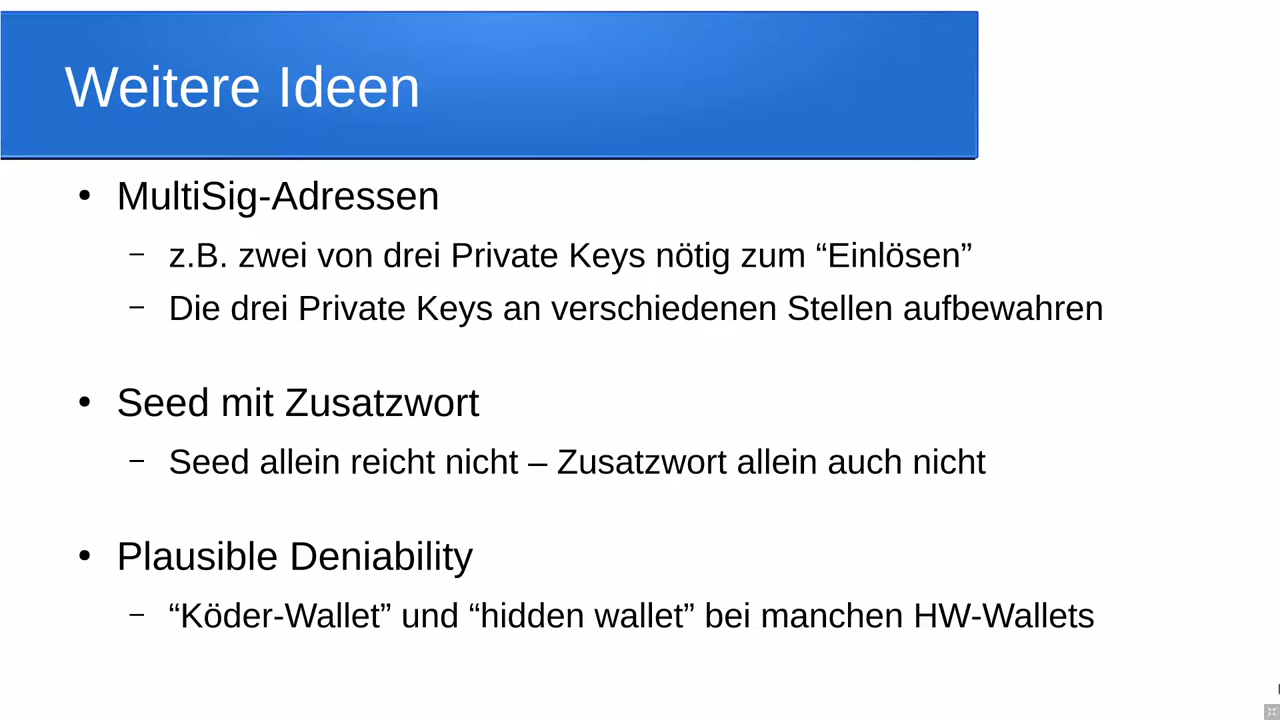 Weitere Ideen
• MultiSig-Adressen
– z.B. zwei von drei Private Keys nötig zum “Einlösen”
– Die drei Private Keys an verschiedenen Stellen aufbewahren
• Seed mit Zusatzwort
– Seed allein reicht nicht – Zusatzwort allein auch nicht
• Plausible Deniability
– “Köder-Wallet” und “hidden wallet” bei manchen HW-Wallets